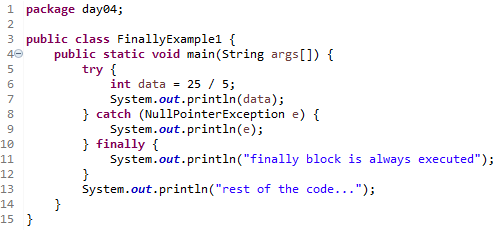 1 package day04;
2
3 public class FinallyExample1 {
4 public static void main(String args[]) {
5 try {
6 int data = 25 / 5;
7 System.out.println(data);
8 } catch (NullPointerException e) {
9 System.out.println(e);
10 } finally {
11 System.out.println("finally block is always executed");
12 }
13 System.out.println("rest of the code...");
14 }
15 }